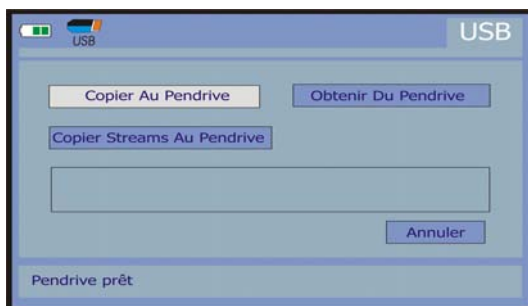 USB
USB
Copier Au Pendrive
Obtenir Du Pendrive
Copier Streams Au Pendrive
Annuler
Pendrive prêt